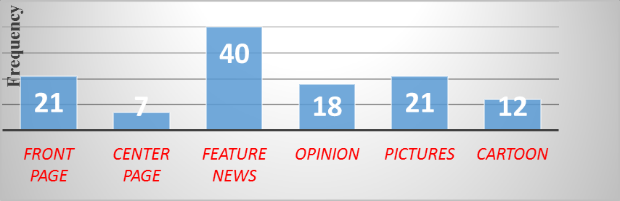 Frequency
21
7
40
18
21
12
FRONT PAGE
CENTER PAGE
FEATURE NEWS
OPINION
PICTURES
CARTOON